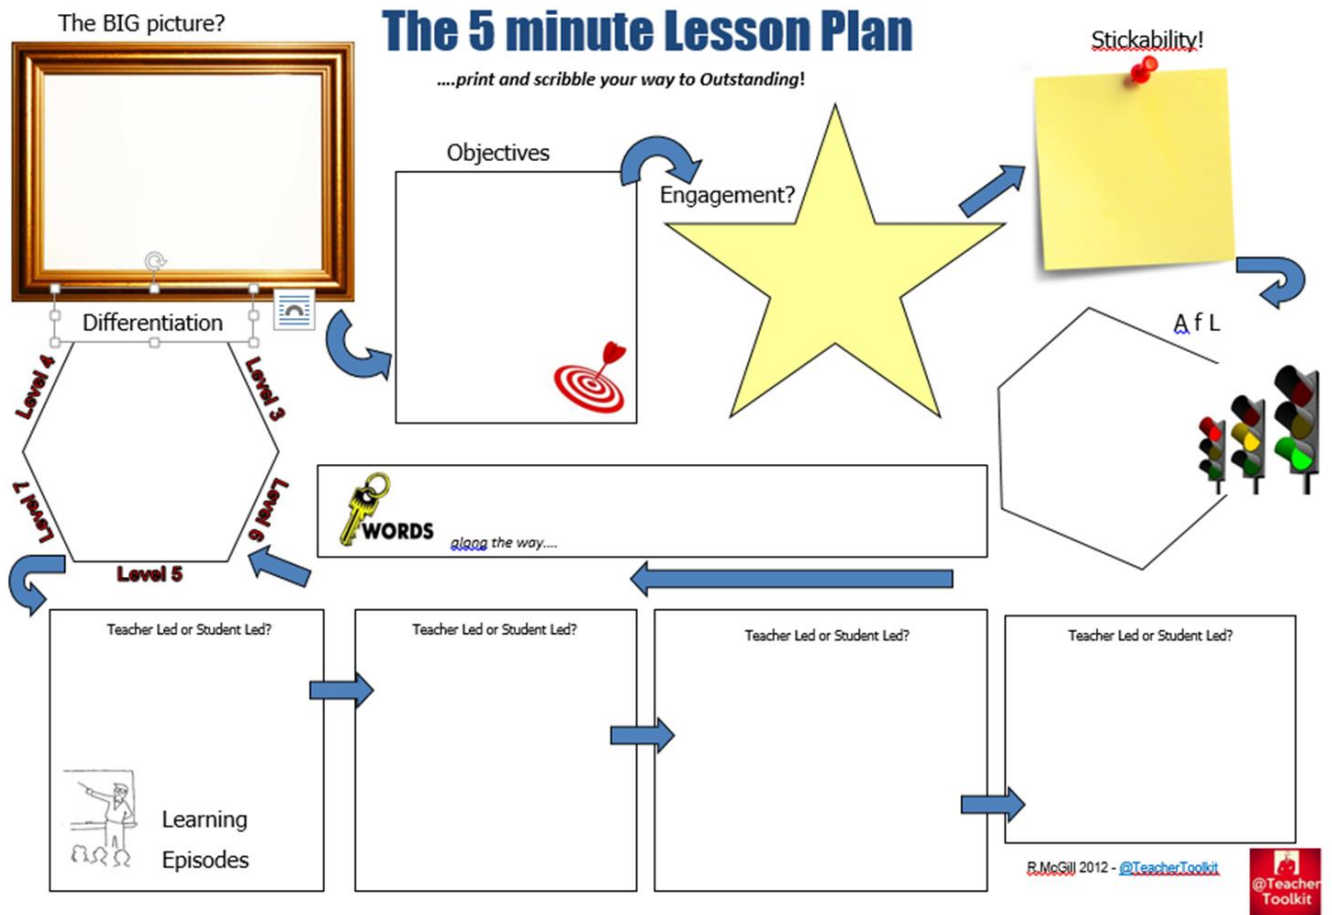 The BIG picture?
The 5 minute Lesson Plan
....print and scribble your way to Outstanding!
Stickability!
Objectives
Engagement?
Differentiation
A f L
Level 4
Level 3
Level 7
Level 6
Level 5
WORDS
along the way....
Teacher Led or Student Led?
Teacher Led or Student Led?
Teacher Led or Student Led?
Teacher Led or Student Led?
Learning
Episodes
R.McGill 2012 - @TeacherToolkit
@Teacher
Toolkit